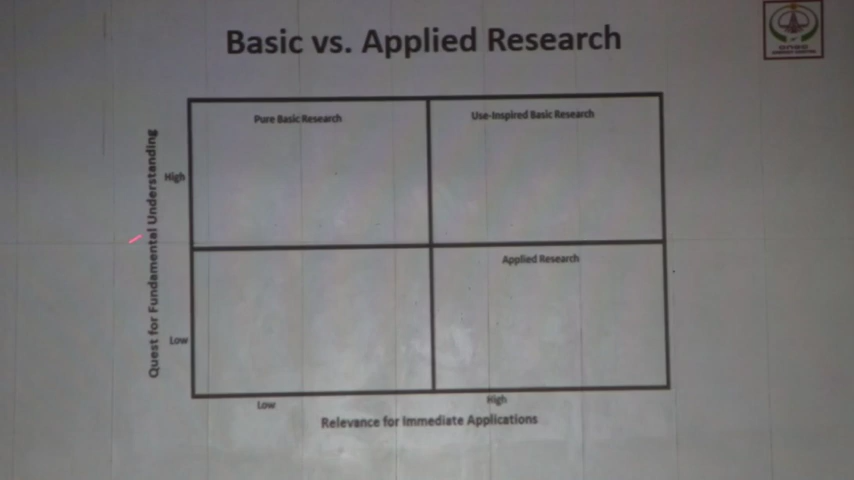 Basic vs. Applied Research
Pure Basic Research
Use-Inspired Basic Research
Quest for Fundamental Understanding
High
Applied Research
Low
Low
High
Relevance for Immediate Applications